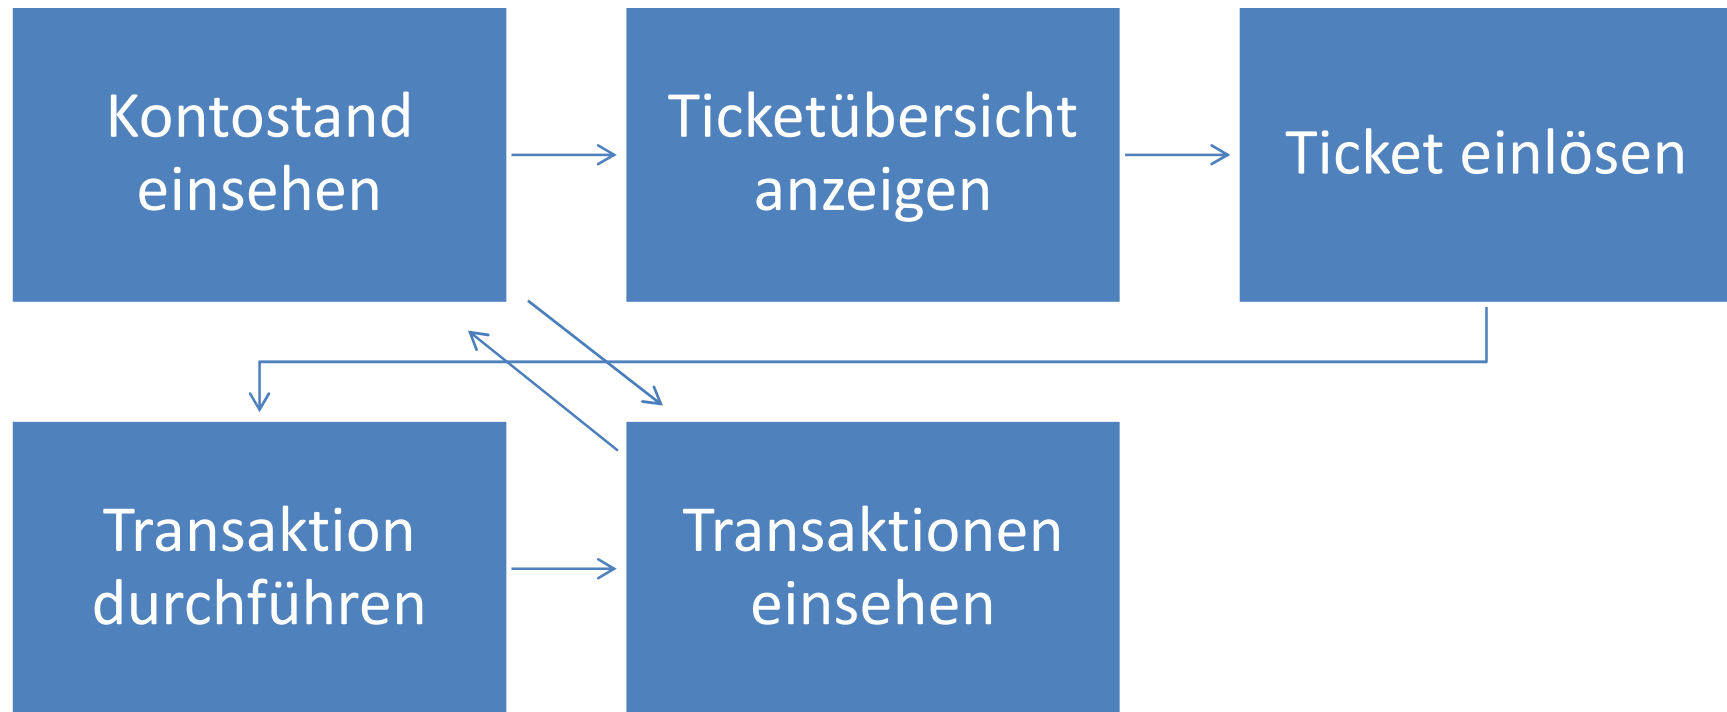 Kontostand
einsehen
Ticketübersicht
anzeigen
Ticket einlösen
Transaktion
durchführen
Transaktionen
einsehen